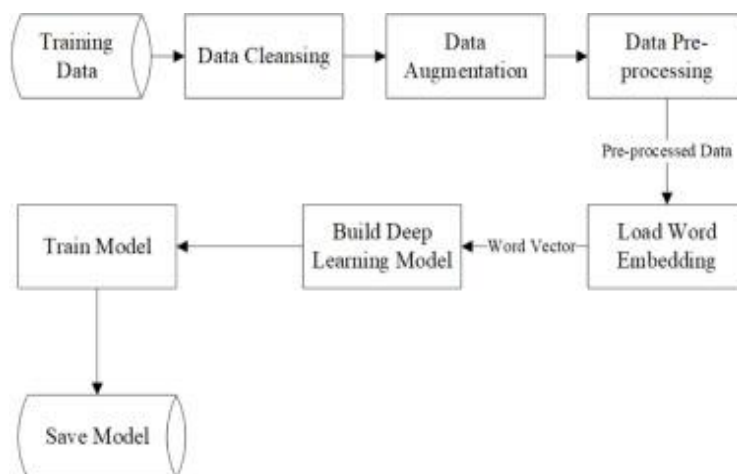 Training
Data
Data Cleansing
Data
Augmentation
Data Pre-
processing
Pre-processed Data
Load Word
Embedding
Word Vector
Build Deep
Learning Model
Train Model
Save Model